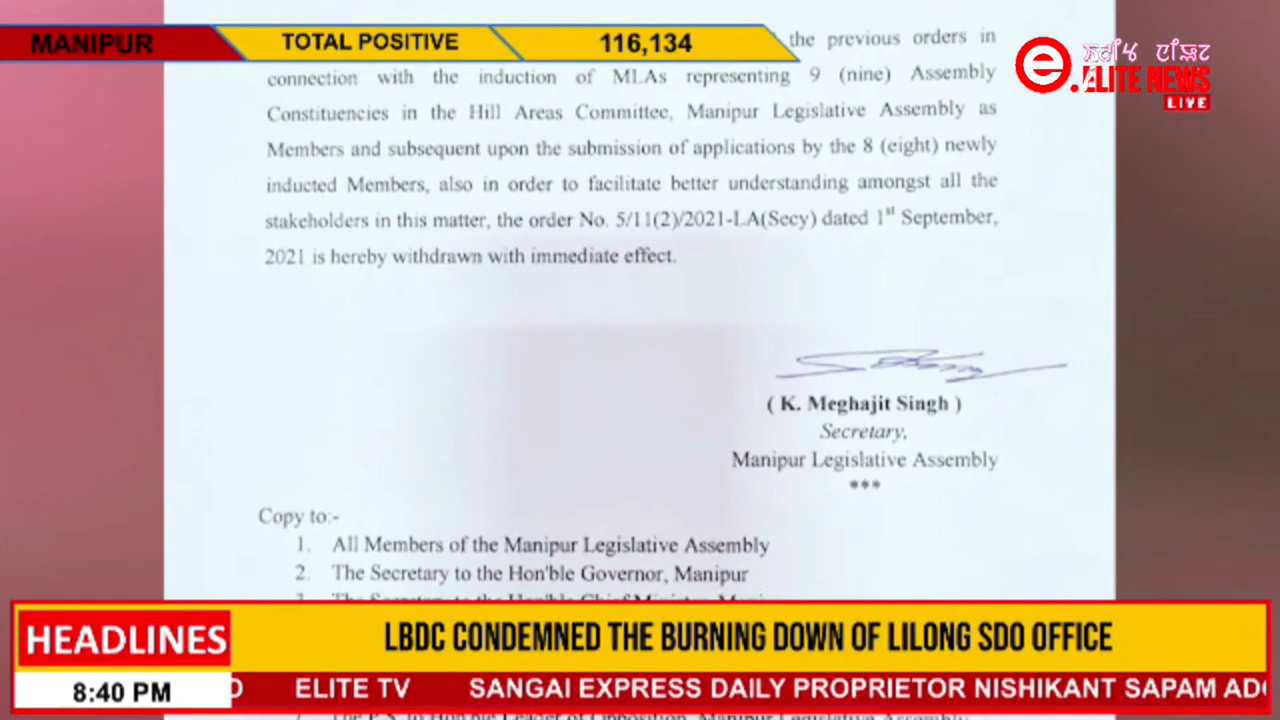 MANIPUR TOTAL POSITIVE 116,134
the previous orders in
connection with the induction of MLAs representing 9 (nine) Assembly
Constituencies in the Hill Areas Committee, Manipur Legislative Assembly as
Members and subsequent upon the submission of applications by the 8 (eight) newly
inducted Members, also in order to facilitate better understanding amongst all the
stakeholders in this matter, the order No. 5/11(2)/2021-LA(Secy) dated 1st September,
2021 is hereby withdrawn with immediate effect.
e.
ELITE NEWS
LIVE
( K. Meghajit Singh )
Secretary,
Manipur Legislative Assembly
***
Copy to:-
1. All Members of the Manipur Legislative Assembly
2. The Secretary to the Hon'ble Governor, Manipur
HEADLINES
LBDC CONDEMNED THE BURNING DOWN OF LILONG SDO OFFICE
8:40 PM
ELITE TV SANGAI EXPRESS DAILY PROPRIETOR NISHIKANT SAPAM